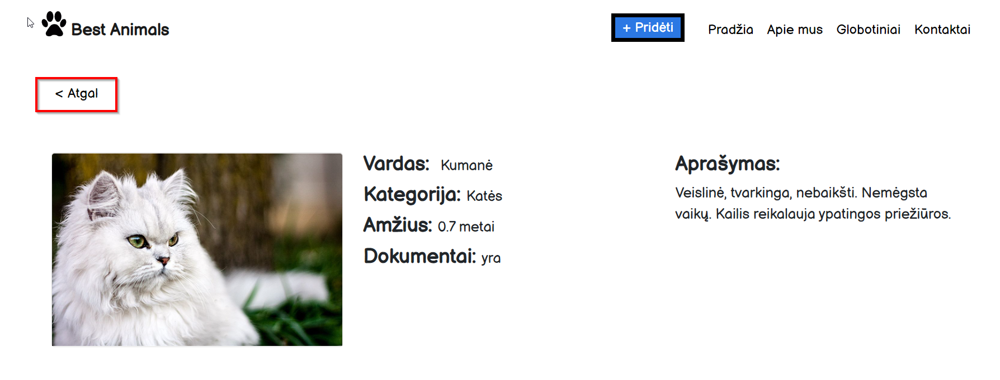 Best Animals
+ Pridėti
Pradžia Apie mus Globotiniai Kontaktai
< Atgal
Vardas: Kumanė
Kategorija: Katės
Amžius: 0.7 metai
Dokumentai: yra
Aprašymas:
Veislinė, tvarkinga, nebaikšti. Nemėgsta
vaikų. Kailis reikalauja ypatingos priežiūros.